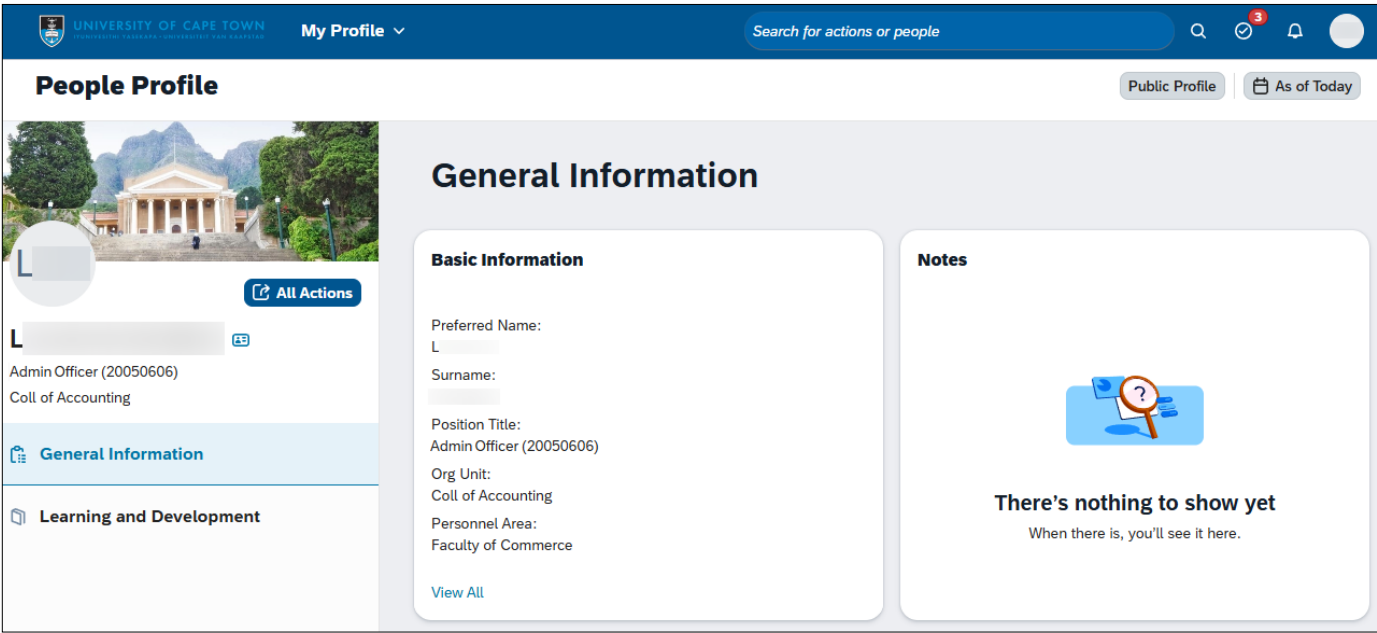 UNIVERSITY OF CAPE TOWN
My Profile
Search for actions or people
3
People Profile
Public Profile
As of Today
L
All Actions
L
Admin Officer (20050606)
Coll of Accounting
General Information
Learning and Development
General Information
Basic Information
Preferred Name:
L
Surname:
Position Title:
Admin Officer (20050606)
Org Unit:
Coll of Accounting
Personnel Area:
Faculty of Commerce
View All
Notes
?
There's nothing to show yet
When there is, you'll see it here.